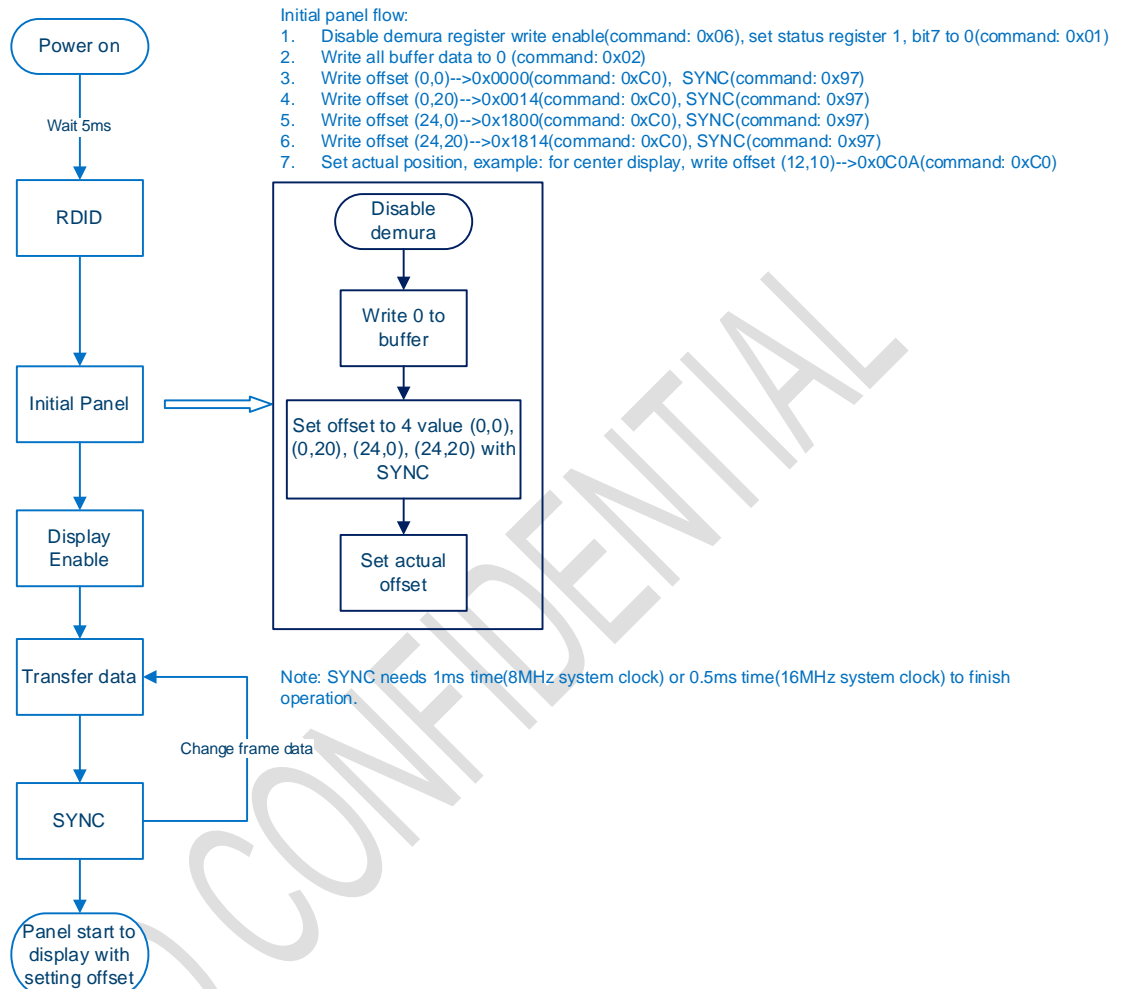 Initial panel flow:
1. Disable demura register write enable(command: 0x06), set status register 1, bit7 to 0(command: 0x01)
2. Write all buffer data to 0 (command: 0x02)
3. Write offset (0,0)-->0x0000(command: 0xC0), SYNC(command: 0x97)
4. Write offset (0,20)-->0x0014(command: 0xC0), SYNC(command: 0x97)
5. Write offset (24,0)-->0x1800(command: 0xC0), SYNC(command: 0x97)
6. Write offset (24,20)-->0x1814(command: 0xC0), SYNC(command: 0x97)
7. Set actual position, example: for center display, write offset (12,10)-->0x0C0A(command: 0xC0)
Power on
Wait 5ms
RDID
Initial Panel
Display
Enable
Transfer data
Change frame data
SYNC
Panel start to
display with
setting offset
Disable
demura
Write 0 to
buffer
Set offset to 4 value (0,0),
(0,20), (24,0), (24,20) with
SYNC
Set actual
offset
Note: SYNC needs 1ms time(8MHz system clock) or 0.5ms time(16MHz system clock) to finish
operation.
CONFIDENTIAL